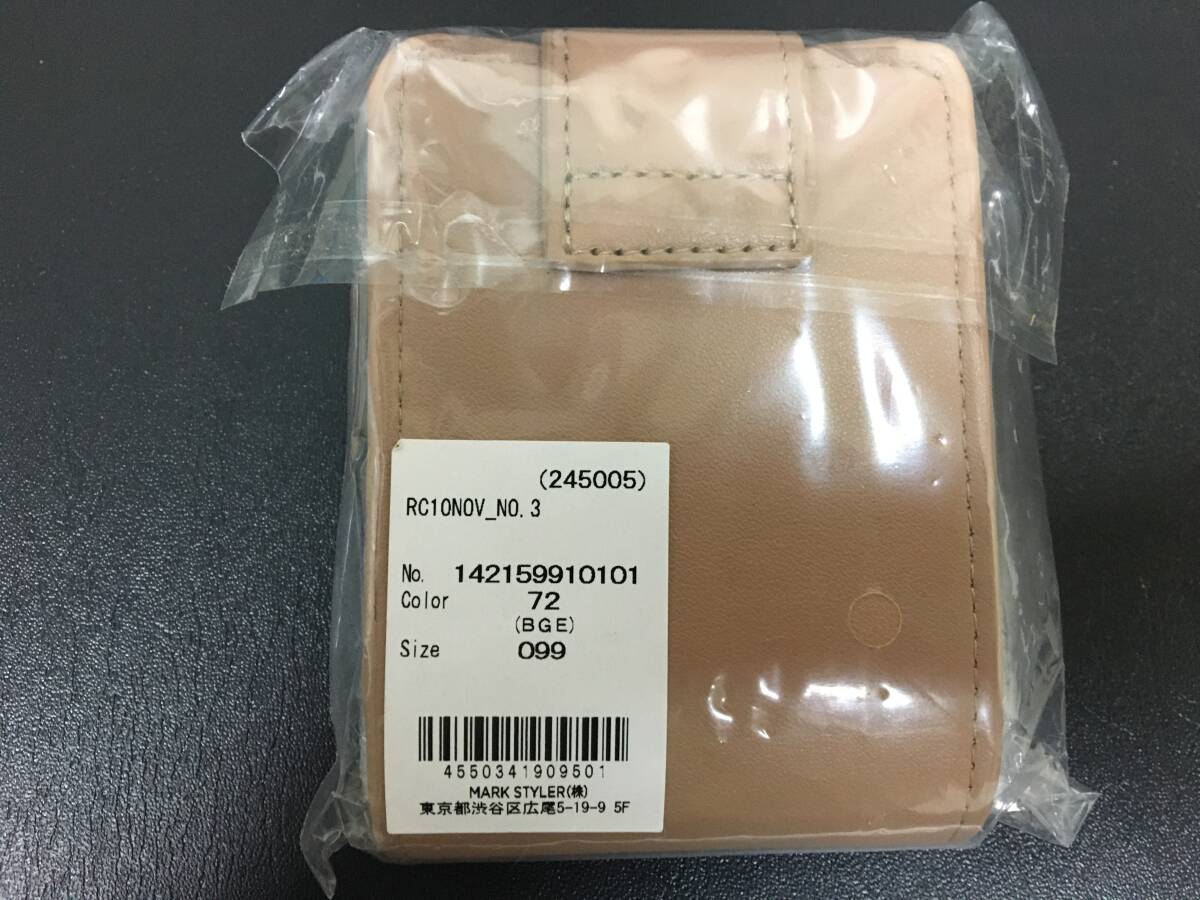 (245005)
RC10NOV_NO.3
No. 142159910101
Color 72
(BGE)
Size 099
4550341909501
MARK STYLER(株)
東京都渋谷区広尾5-19-9 5F